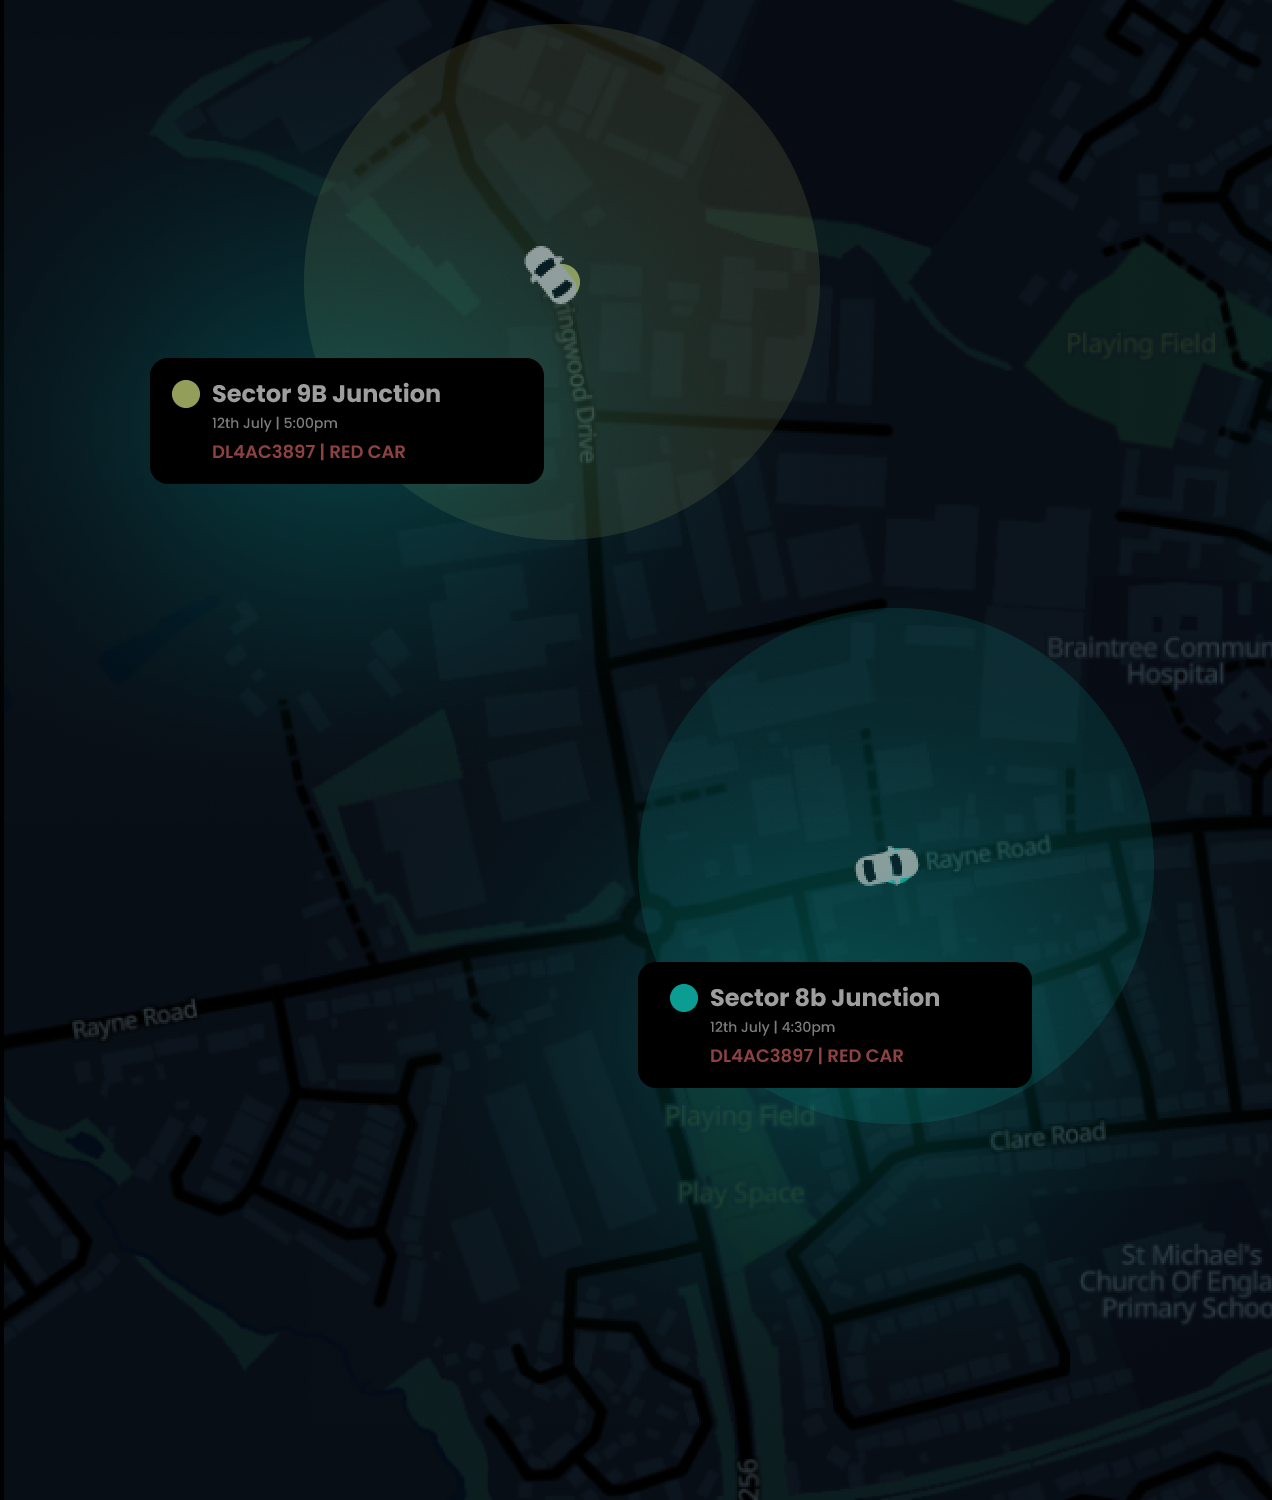 Playing Field
ingwood Drive
Sector 9B Junction
12th July | 5:00pm
DL4AC3897 | RED CAR
Braintree Commun
Hospital
Rayne Road
Rayne Road
Sector 8b Junction
12th July | 4:30pm
DL4AC3897 | RED CAR
Playing Field
Clare Road
Play Space
St Michael's
Church Of Engla
Primary Schoo
256